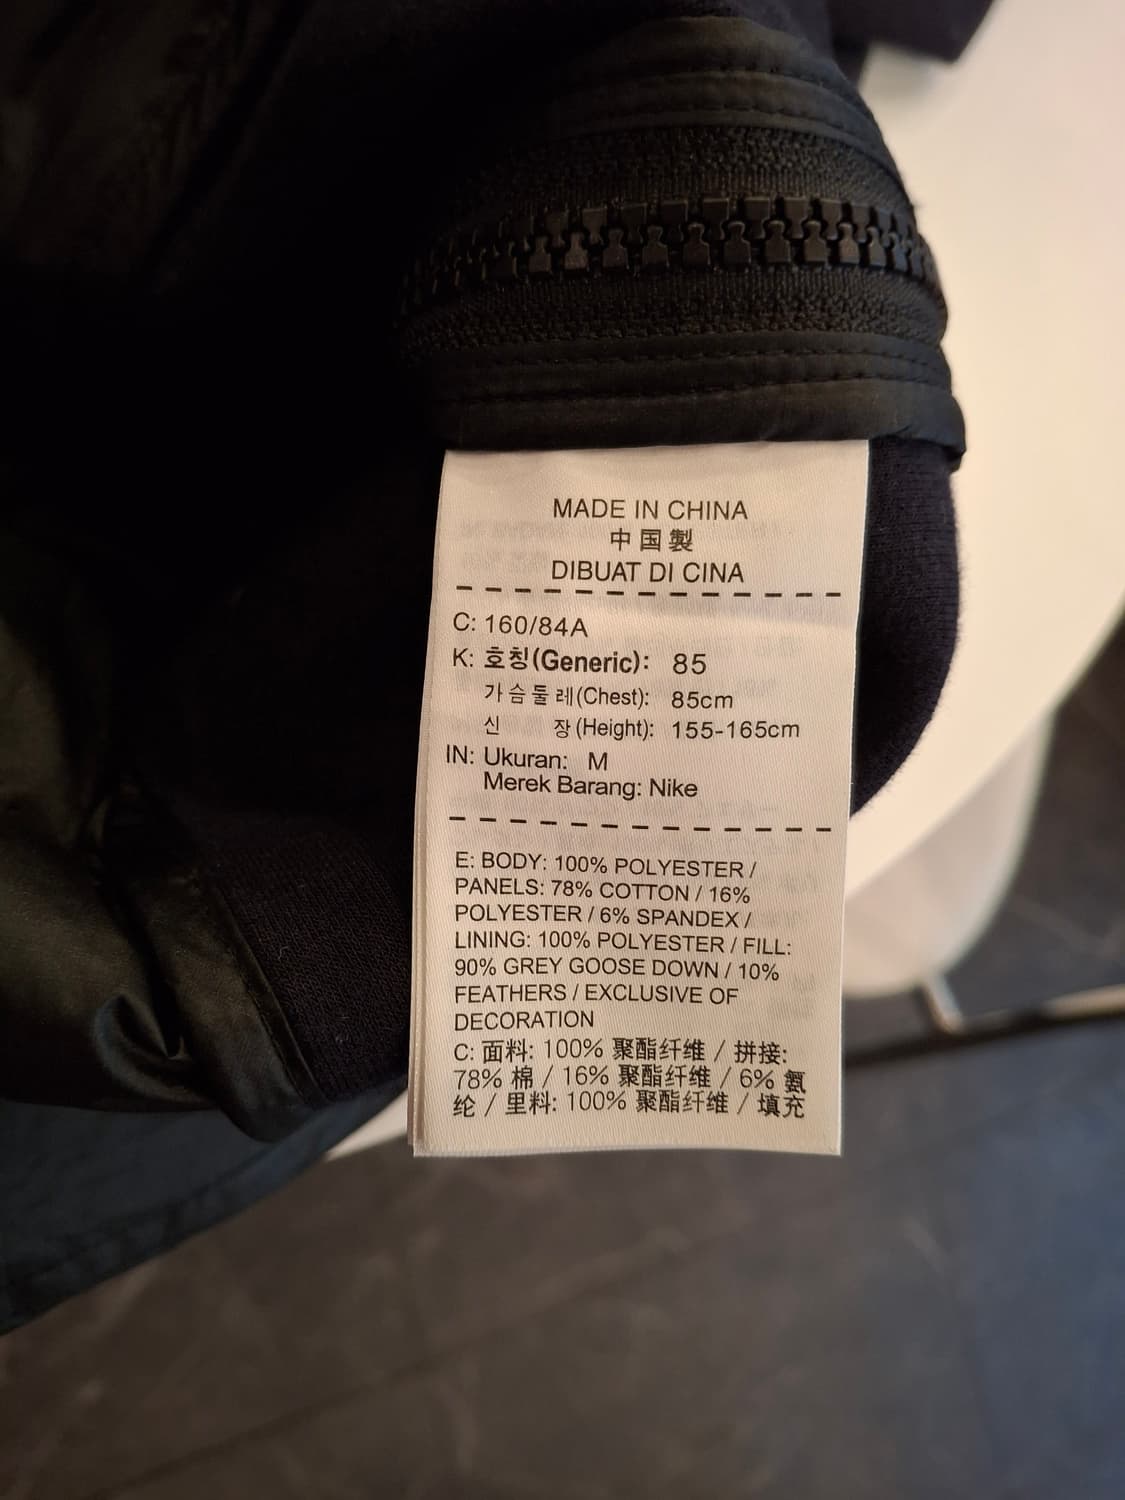 MADE IN CHINA
中国製
DIBUAT DI CINA
C: 160/84A
K: 호칭(Generic): 85
가슴둘레(Chest): 85cm
신 장(Height): 155-165cm
IN: Ukuran: M
Merek Barang: Nike
E: BODY: 100% POLYESTER /
PANELS: 78% COTTON / 16%
POLYESTER / 6% SPANDEX /
LINING: 100% POLYESTER / FILL:
90% GREY GOOSE DOWN / 10%
FEATHERS / EXCLUSIVE OF
DECORATION
C: 面料: 100% 聚酯纤维 / 拼接:
78% 棉 / 16% 聚酯纤维 / 6% 氨
纶 / 里料: 100% 聚酯纤维 / 填充